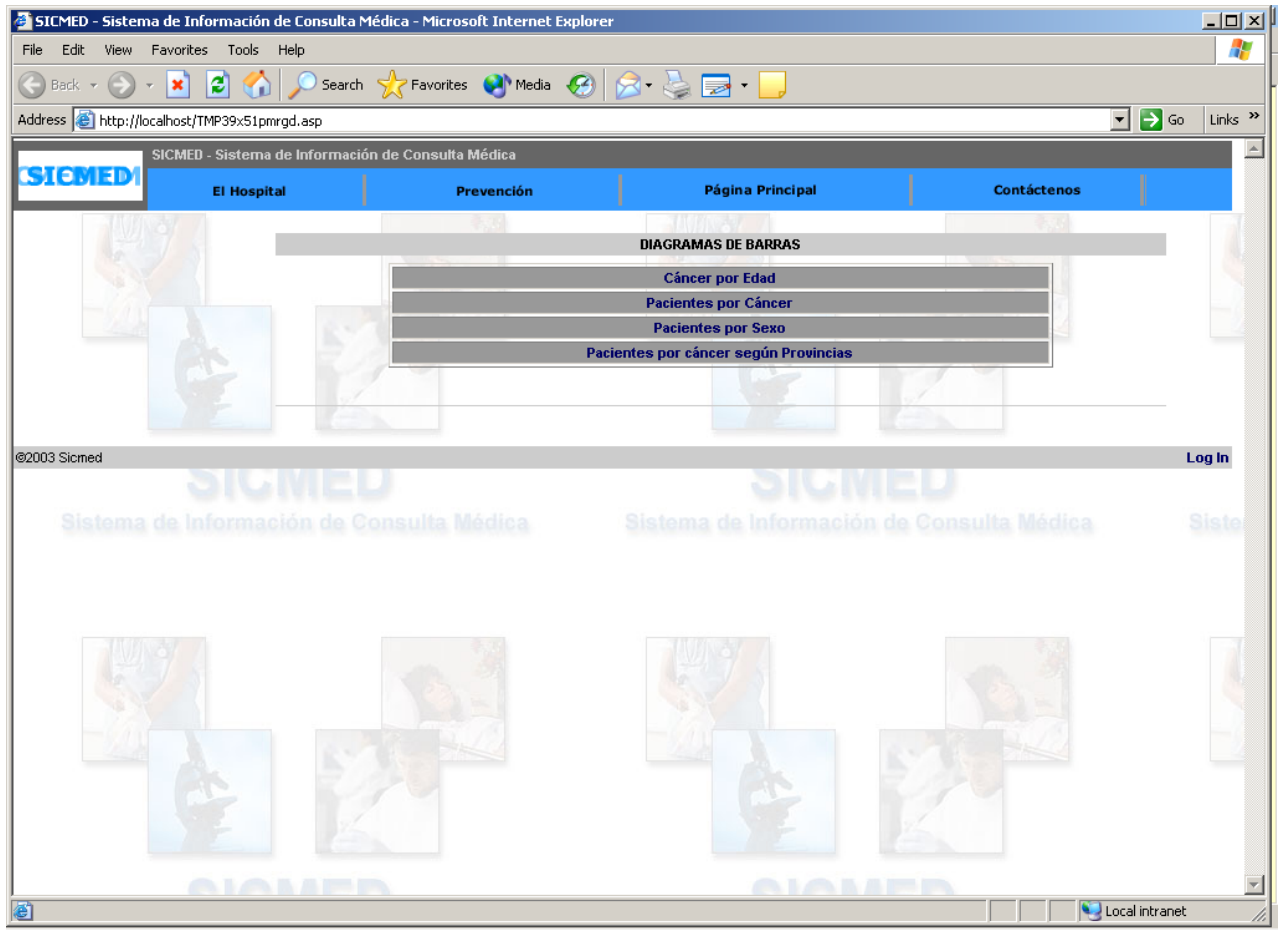 SICMED - Sistema de Información de Consulta Médica - Microsoft Internet Explorer
File Edit View Favorites Tools Help
Back Search Favorites Media
Address http://localhost/TMP39x51pmrgd.asp Go Links »
SICMED - Sistema de Información de Consulta Médica
SICMED
El Hospital Prevención Página Principal Contáctenos
DIAGRAMAS DE BARRAS
Cáncer por Edad
Pacientes por Cáncer
Pacientes por Sexo
Pacientes por cáncer según Provincias
©2003 Sicmed Log In
SICMED SICMED
Sistema de Información de Consulta Médica Sistema de Información de Consulta Médica Siste
SICMED SICMED
Local intranet